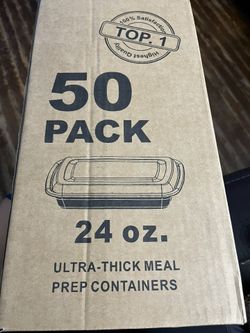 100% Satisfaction
TOP. 1
Highest Quality
50
PACK
24 oz.
ULTRA-THICK MEAL
PREP CONTAINERS